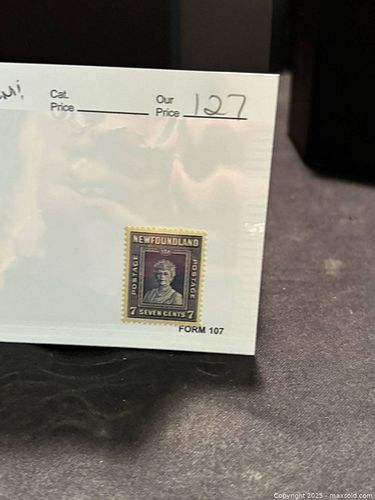 Cat.
Price
Our
Price 127
NEWFOUNDLAND
POSTAGE
POSTAGE
7 SEVEN CENTS 7
FORM 107
Copyright 2025 - maxsold.com